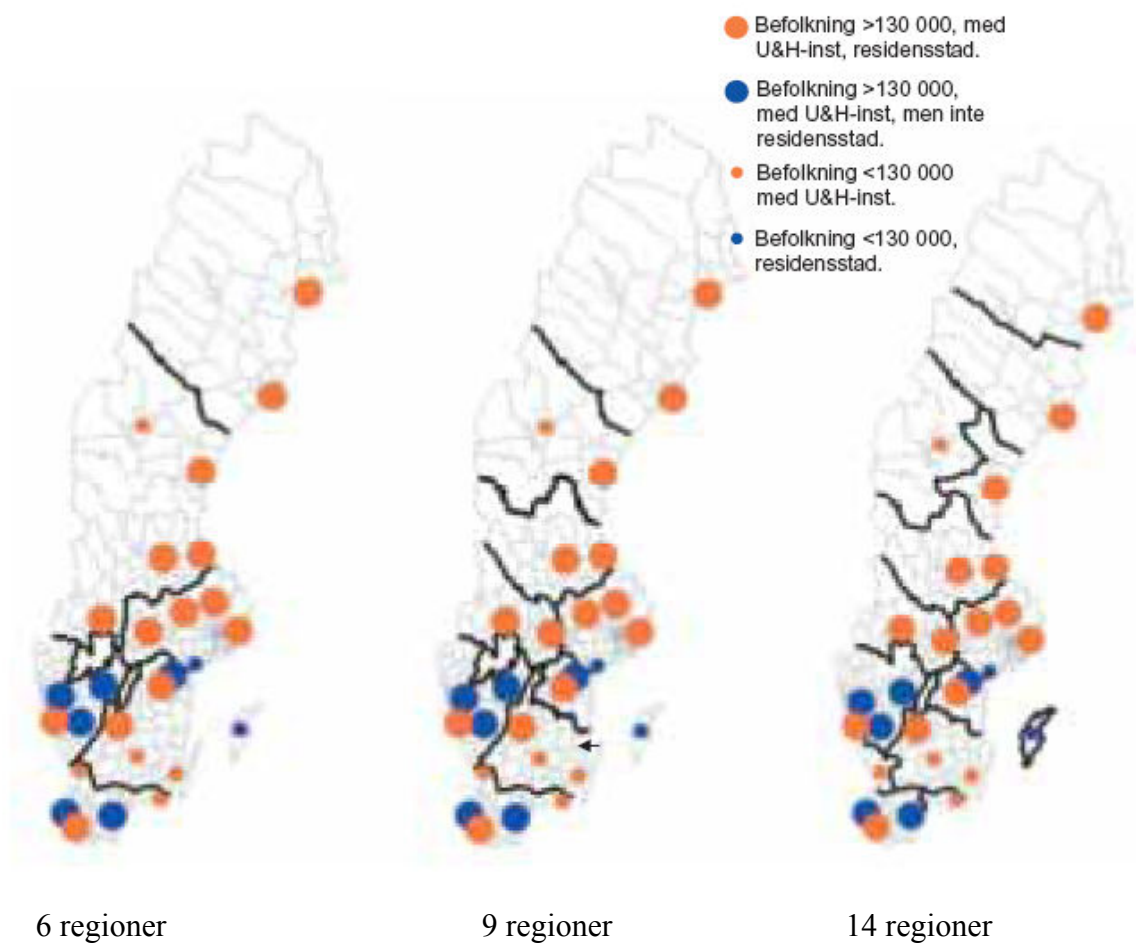 Befolkning >130 000, med
U&H-inst, residensstad.
Befolkning >130 000,
med U&H-inst, men inte
residensstad.
Befolkning <130 000
med U&H-inst.
Befolkning <130 000,
residensstad.
6 regioner
9 regioner
14 regioner